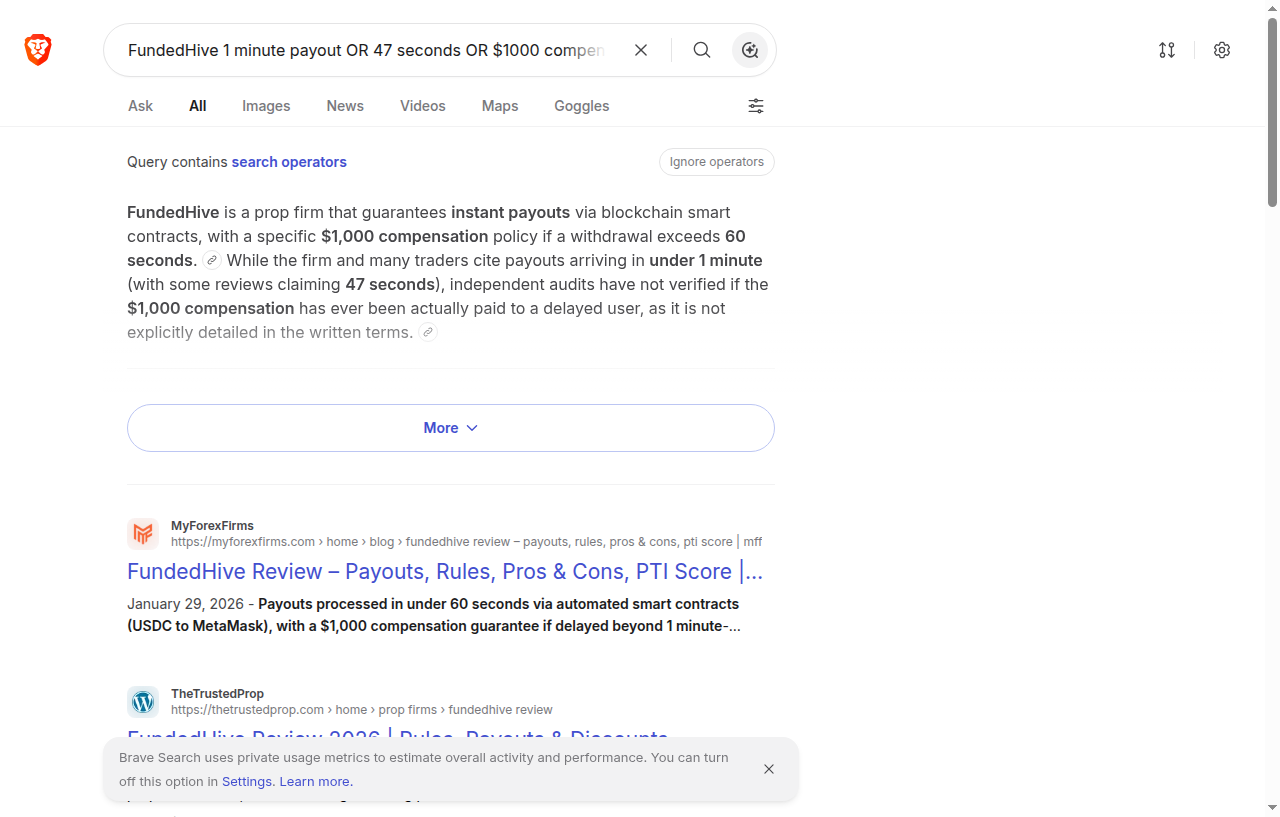 FundedHive 1 minute payout OR 47 seconds OR $1000 compen
Ask
All
Images
News
Videos
Maps
Goggles
Query contains search operators
Ignore operators
FundedHive is a prop firm that guarantees instant payouts via blockchain smart
contracts, with a specific $1,000 compensation policy if a withdrawal exceeds 60
seconds. While the firm and many traders cite payouts arriving in under 1 minute
(with some reviews claiming 47 seconds), independent audits have not verified if the
$1,000 compensation has ever been actually paid to a delayed user, as it is not
explicitly detailed in the written terms.
More
MyForexFirms
https://myforexfirms.com › home › blog › fundedhive review – payouts, rules, pros & cons, pti score | mff
FundedHive Review – Payouts, Rules, Pros & Cons, PTI Score |...
January 29, 2026 - Payouts processed in under 60 seconds via automated smart contracts
(USDC to MetaMask), with a $1,000 compensation guarantee if delayed beyond 1 minute-...
TheTrustedProp
https://thetrustedprop.com › home › prop firms › fundedhive review
FundedHive Review 2026 | Rules, Payouts & Discounts
Brave Search uses private usage metrics to estimate overall activity and performance. You can turn
off this option in Settings. Learn more.